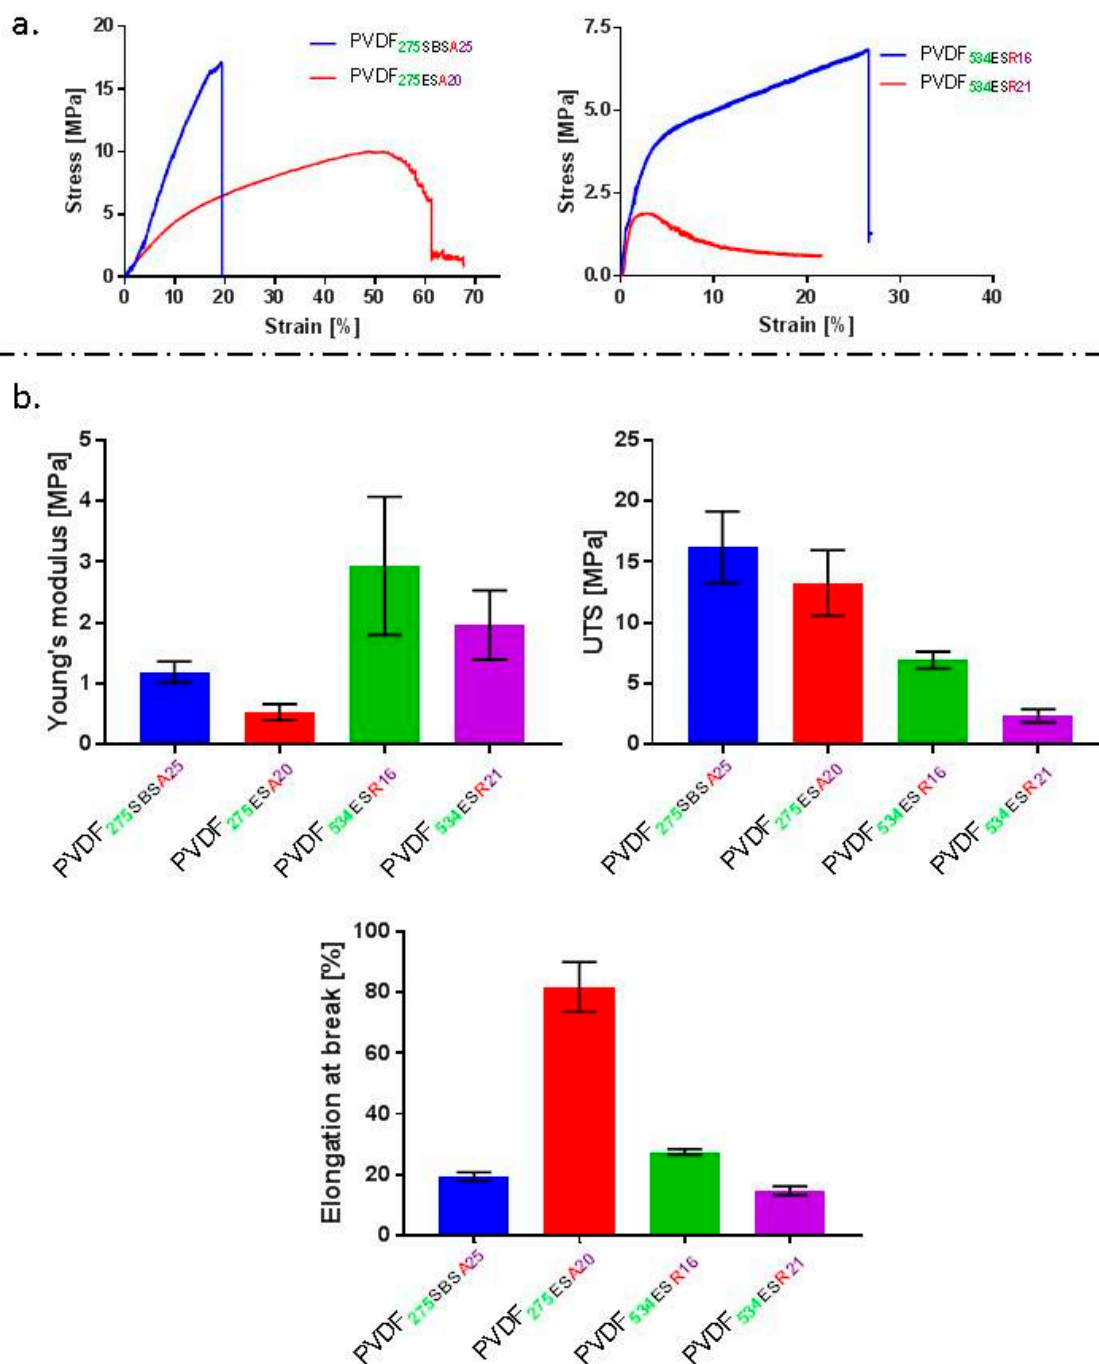 a.
Stress [MPa]
20
15
10
5
0
0 10 20 30 40 50 60 70
Strain [%]
PVDF275SBSA25
PVDF275ESA20
Stress [MPa]
7.5
5.0
2.5
0.0
0 10 20 30 40
Strain [%]
PVDF534ESR16
PVDF534ESR21
b.
Young's modulus [MPa]
5
4
3
2
1
0
PVDF275SBSA25
PVDF275ESA20
PVDF534ESR16
PVDF534ESR21
UTS [MPa]
25
20
15
10
5
0
PVDF275SBSA25
PVDF275ESA20
PVDF534ESR16
PVDF534ESR21
Elongation at break [%]
100
80
60
40
20
0
PVDF275SBSA25
PVDF275ESA20
PVDF534ESR16
PVDF534ESR21